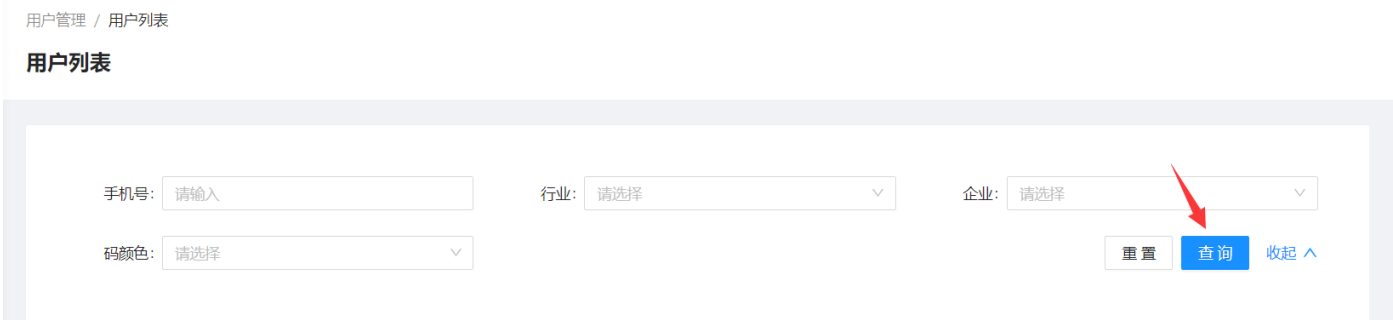 用户管理 / 用户列表
用户列表
手机号: 请输入 行业: 请选择 企业: 请选择
码颜色: 请选择 重 置 查 询 收起